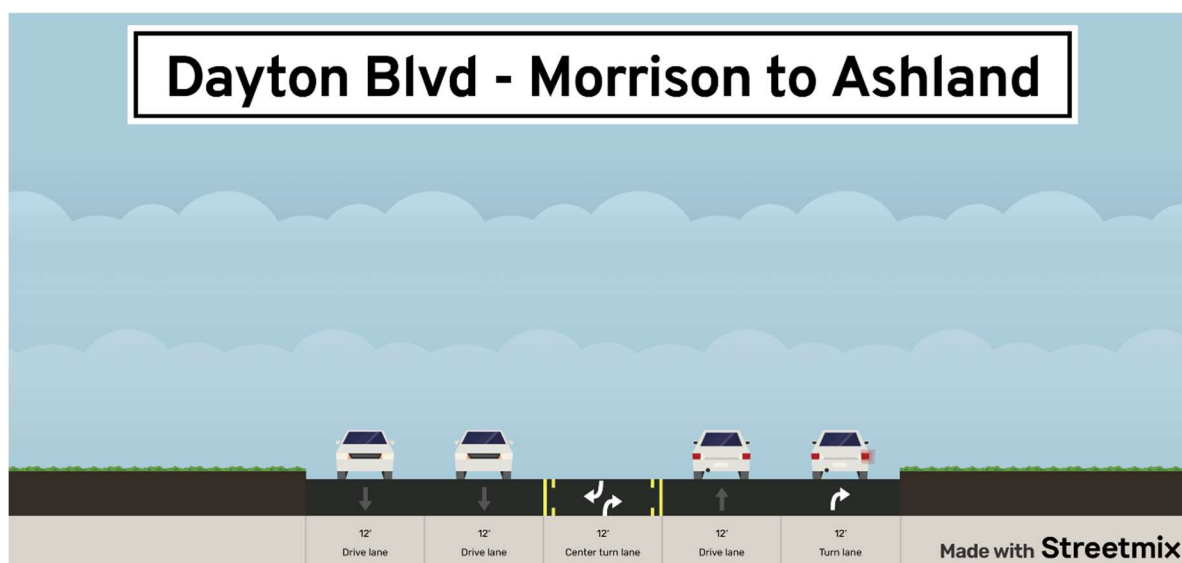 Dayton Blvd - Morrison to Ashland
12'
Drive lane
12'
Drive lane
12'
Center turn lane
12'
Drive lane
12'
Turn lane
Made with Streetmix